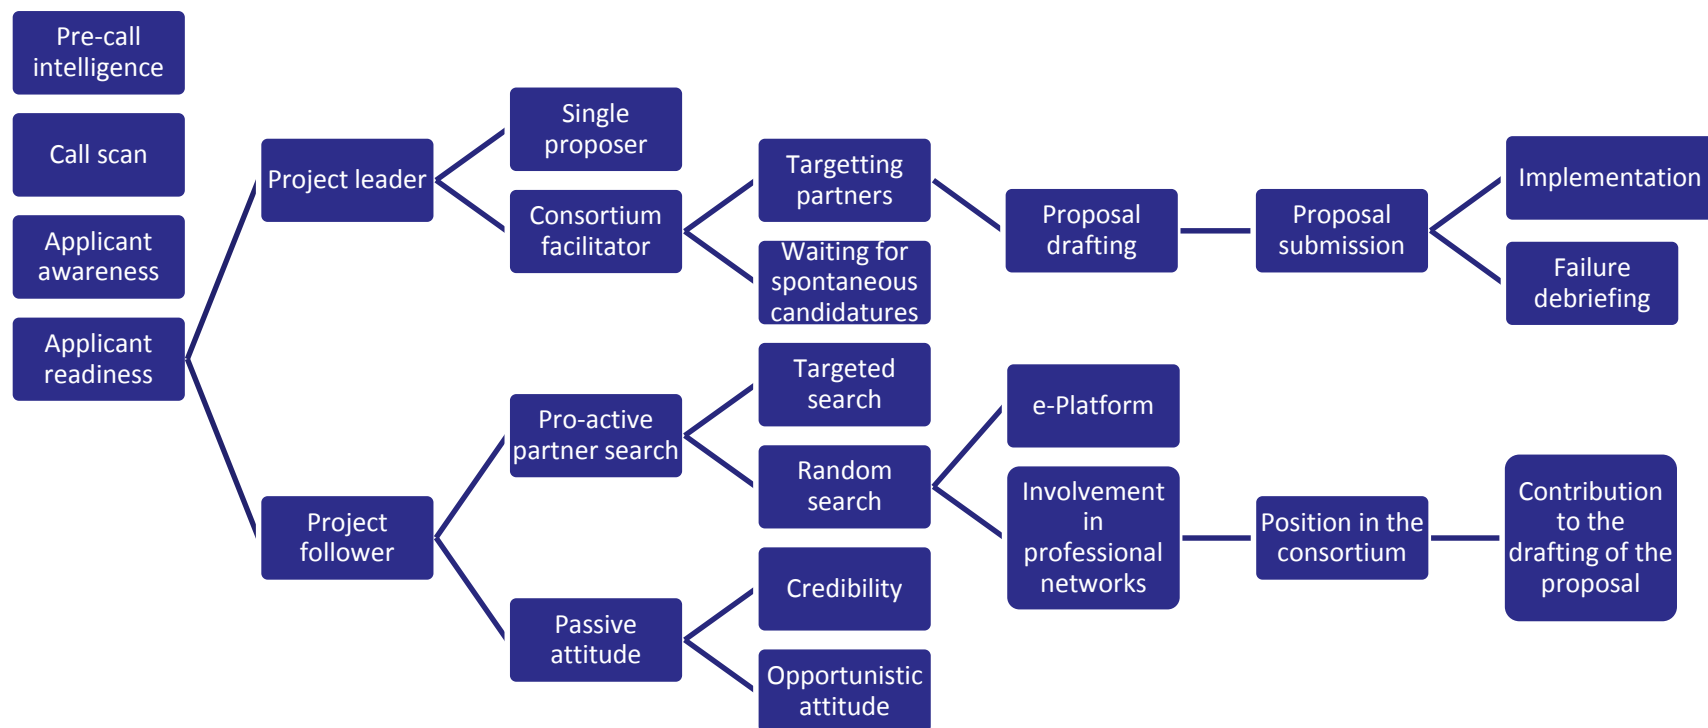 Pre-call
intelligence
Call scan
Applicant
awareness
Applicant
readiness
Project leader
Project
follower
Single
proposer
Consortium
facilitator
Pro-active
partner search
Passive
attitude
Targetting
partners
Waiting for
spontaneous
candidatures
Targeted
search
Random
search
Credibility
Opportunistic
attitude
Proposal
drafting
e-Platform
Involvement
in
professional
networks
Proposal
submission
Position in the
consortium
Implementation
Failure
debriefing
Contribution
to the
drafting of the
proposal